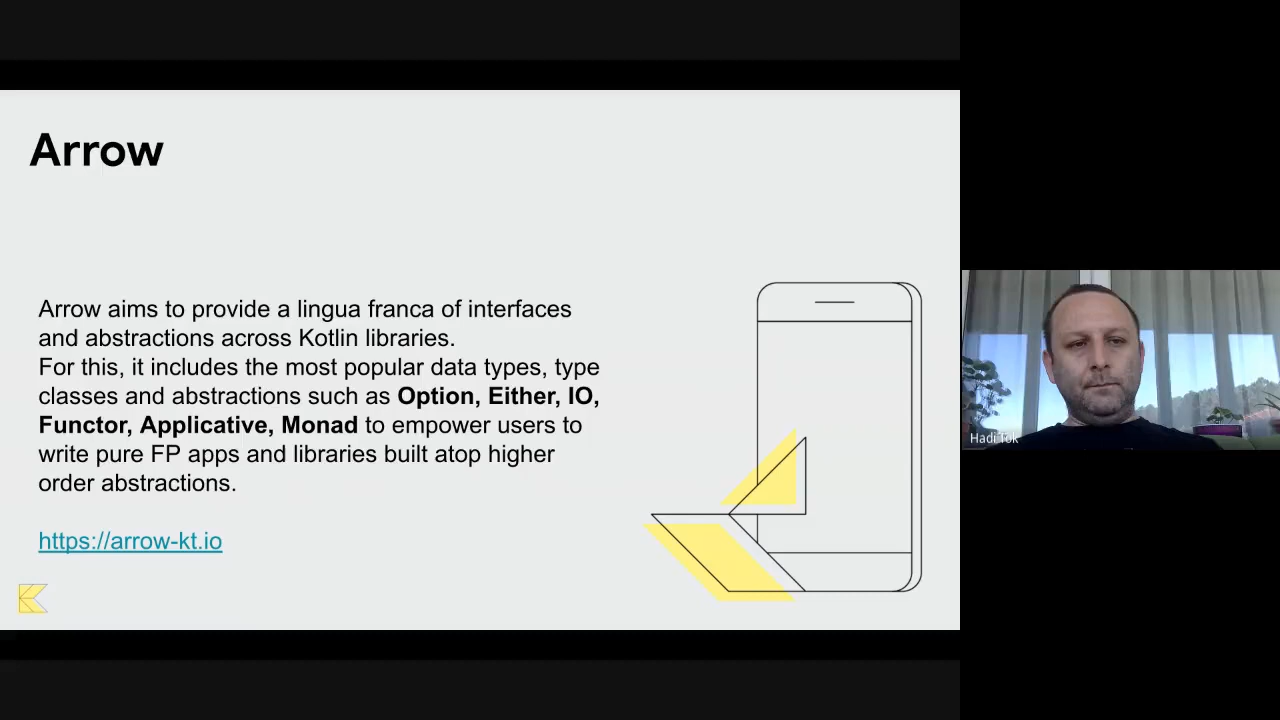 Arrow
Arrow aims to provide a lingua franca of interfaces
and abstractions across Kotlin libraries.
For this, it includes the most popular data types, type
classes and abstractions such as Option, Either, IO,
Functor, Applicative, Monad to empower users to
write pure FP apps and libraries built atop higher
order abstractions.
https://arrow-kt.io
Hadi Tok